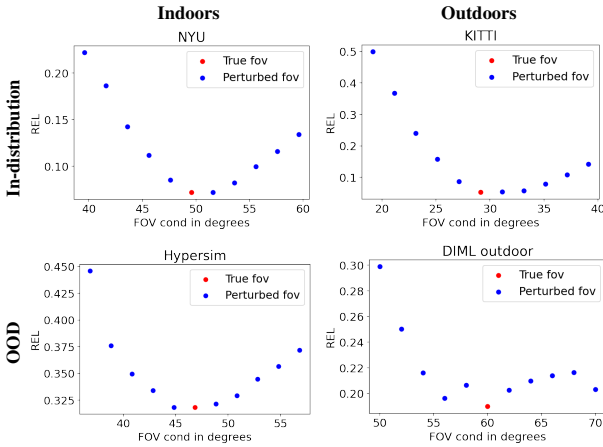 Indoors
Outdoors
In-distribution
OOD
NYU
REL
0.20
0.15
0.10
40
45
50
55
60
FOV cond in degrees
True fov
Perturbed fov
KITTI
REL
0.5
0.4
0.3
0.2
0.1
20
25
30
35
40
FOV cond in degrees
True fov
Perturbed fov
Hypersim
REL
0.450
0.425
0.400
0.375
0.350
0.325
40
45
50
55
FOV cond in degrees
True fov
Perturbed fov
DIML outdoor
REL
0.30
0.28
0.26
0.24
0.22
0.20
50
55
60
65
70
FOV cond in degrees
True fov
Perturbed fov